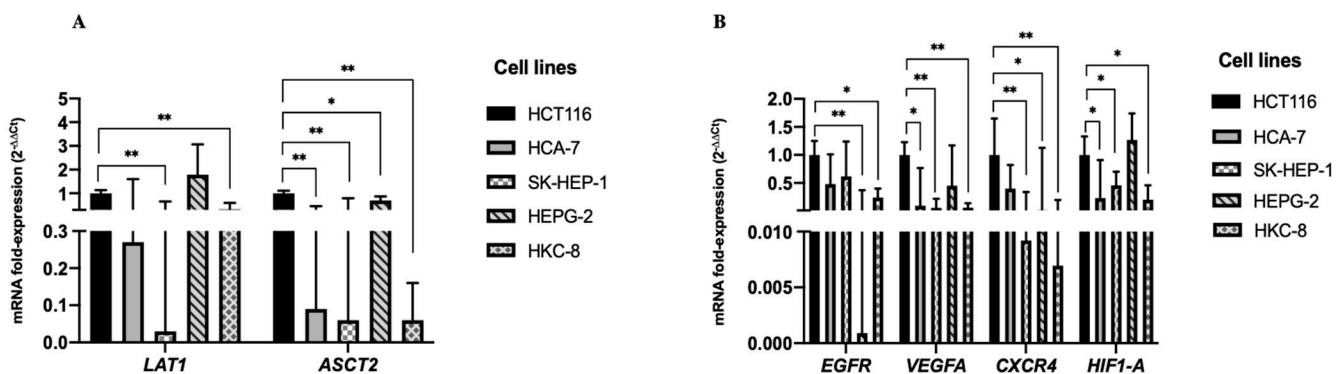 A
mRNA fold-expression (2-ΔΔCt)
5
4
3
2
1
0.3
0.2
0.1
0.0
**
**
**
**
*
**
LAT1
ASCT2
Cell lines
HCT116
HCA-7
SK-HEP-1
HEPG-2
HKC-8
B
mRNA fold-expression (2-ΔΔCt)
2.0
1.5
1.0
0.5
0.010
0.005
0.000
**
*
*
**
**
**
*
**
*
*
*
EGFR
VEGFA
CXCR4
HIF1-A
Cell lines
HCT116
HCA-7
SK-HEP-1
HEPG-2
HKC-8